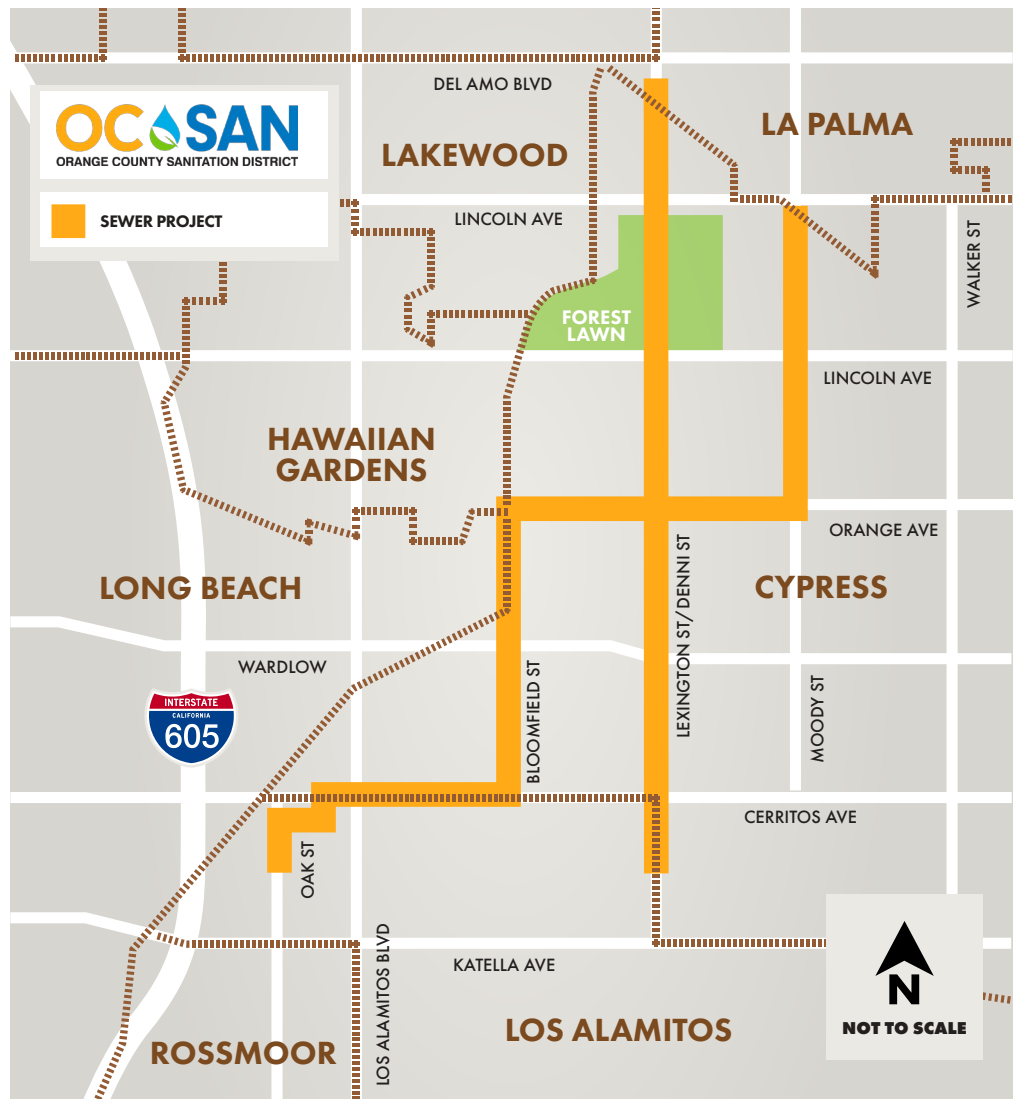 DEL AMO BLVD
OC SAN
ORANGE COUNTY SANITATION DISTRICT
LA PALMA
LAKEWOOD
SEWER PROJECT
LINCOLN AVE
WALKER ST
FOREST
LAWN
LINCOLN AVE
HAWAIIAN
GARDENS
ORANGE AVE
LONG BEACH
CYPRESS
LEXINGTON ST/DENNI ST
WARDLOW
BLOOMFIELD ST
MOODY ST
INTERSTATE
CALIFORNIA
605
CERRITOS AVE
OAK ST
LOS ALAMITOS BLVD
KATELLA AVE
N
NOT TO SCALE
LOS ALAMITOS
ROSSMOOR